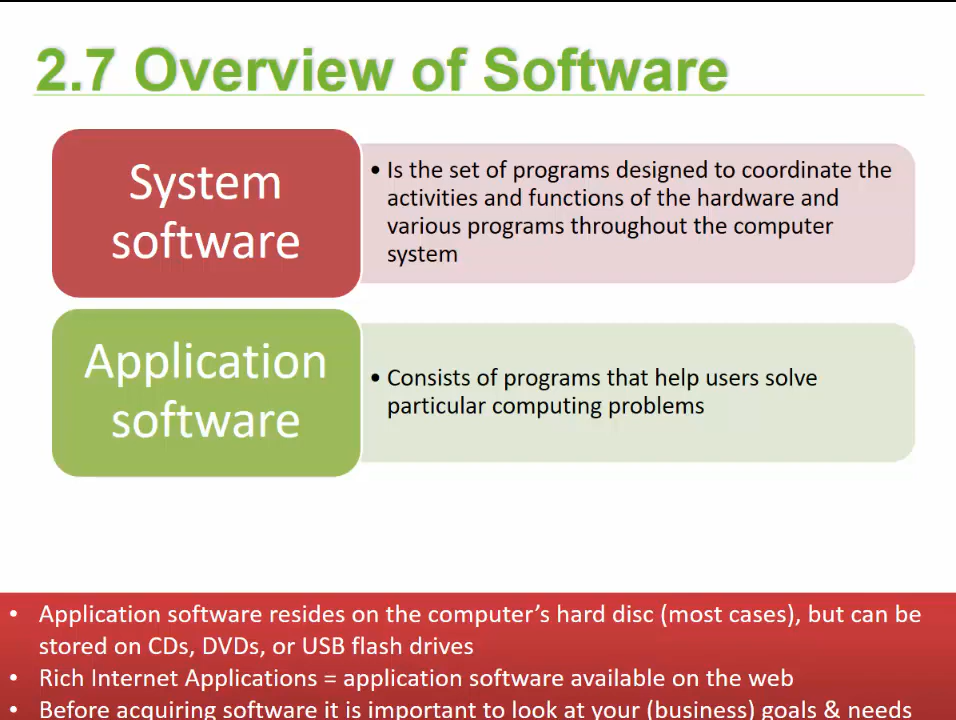 2.7 Overview of Software
System
software
• Is the set of programs designed to coordinate the
activities and functions of the hardware and
various programs throughout the computer
system
Application
software
• Consists of programs that help users solve
particular computing problems
• Application software resides on the computer’s hard disc (most cases), but can be
stored on CDs, DVDs, or USB flash drives
• Rich Internet Applications = application software available on the web
• Before acquiring software it is important to look at your (business) goals & needs